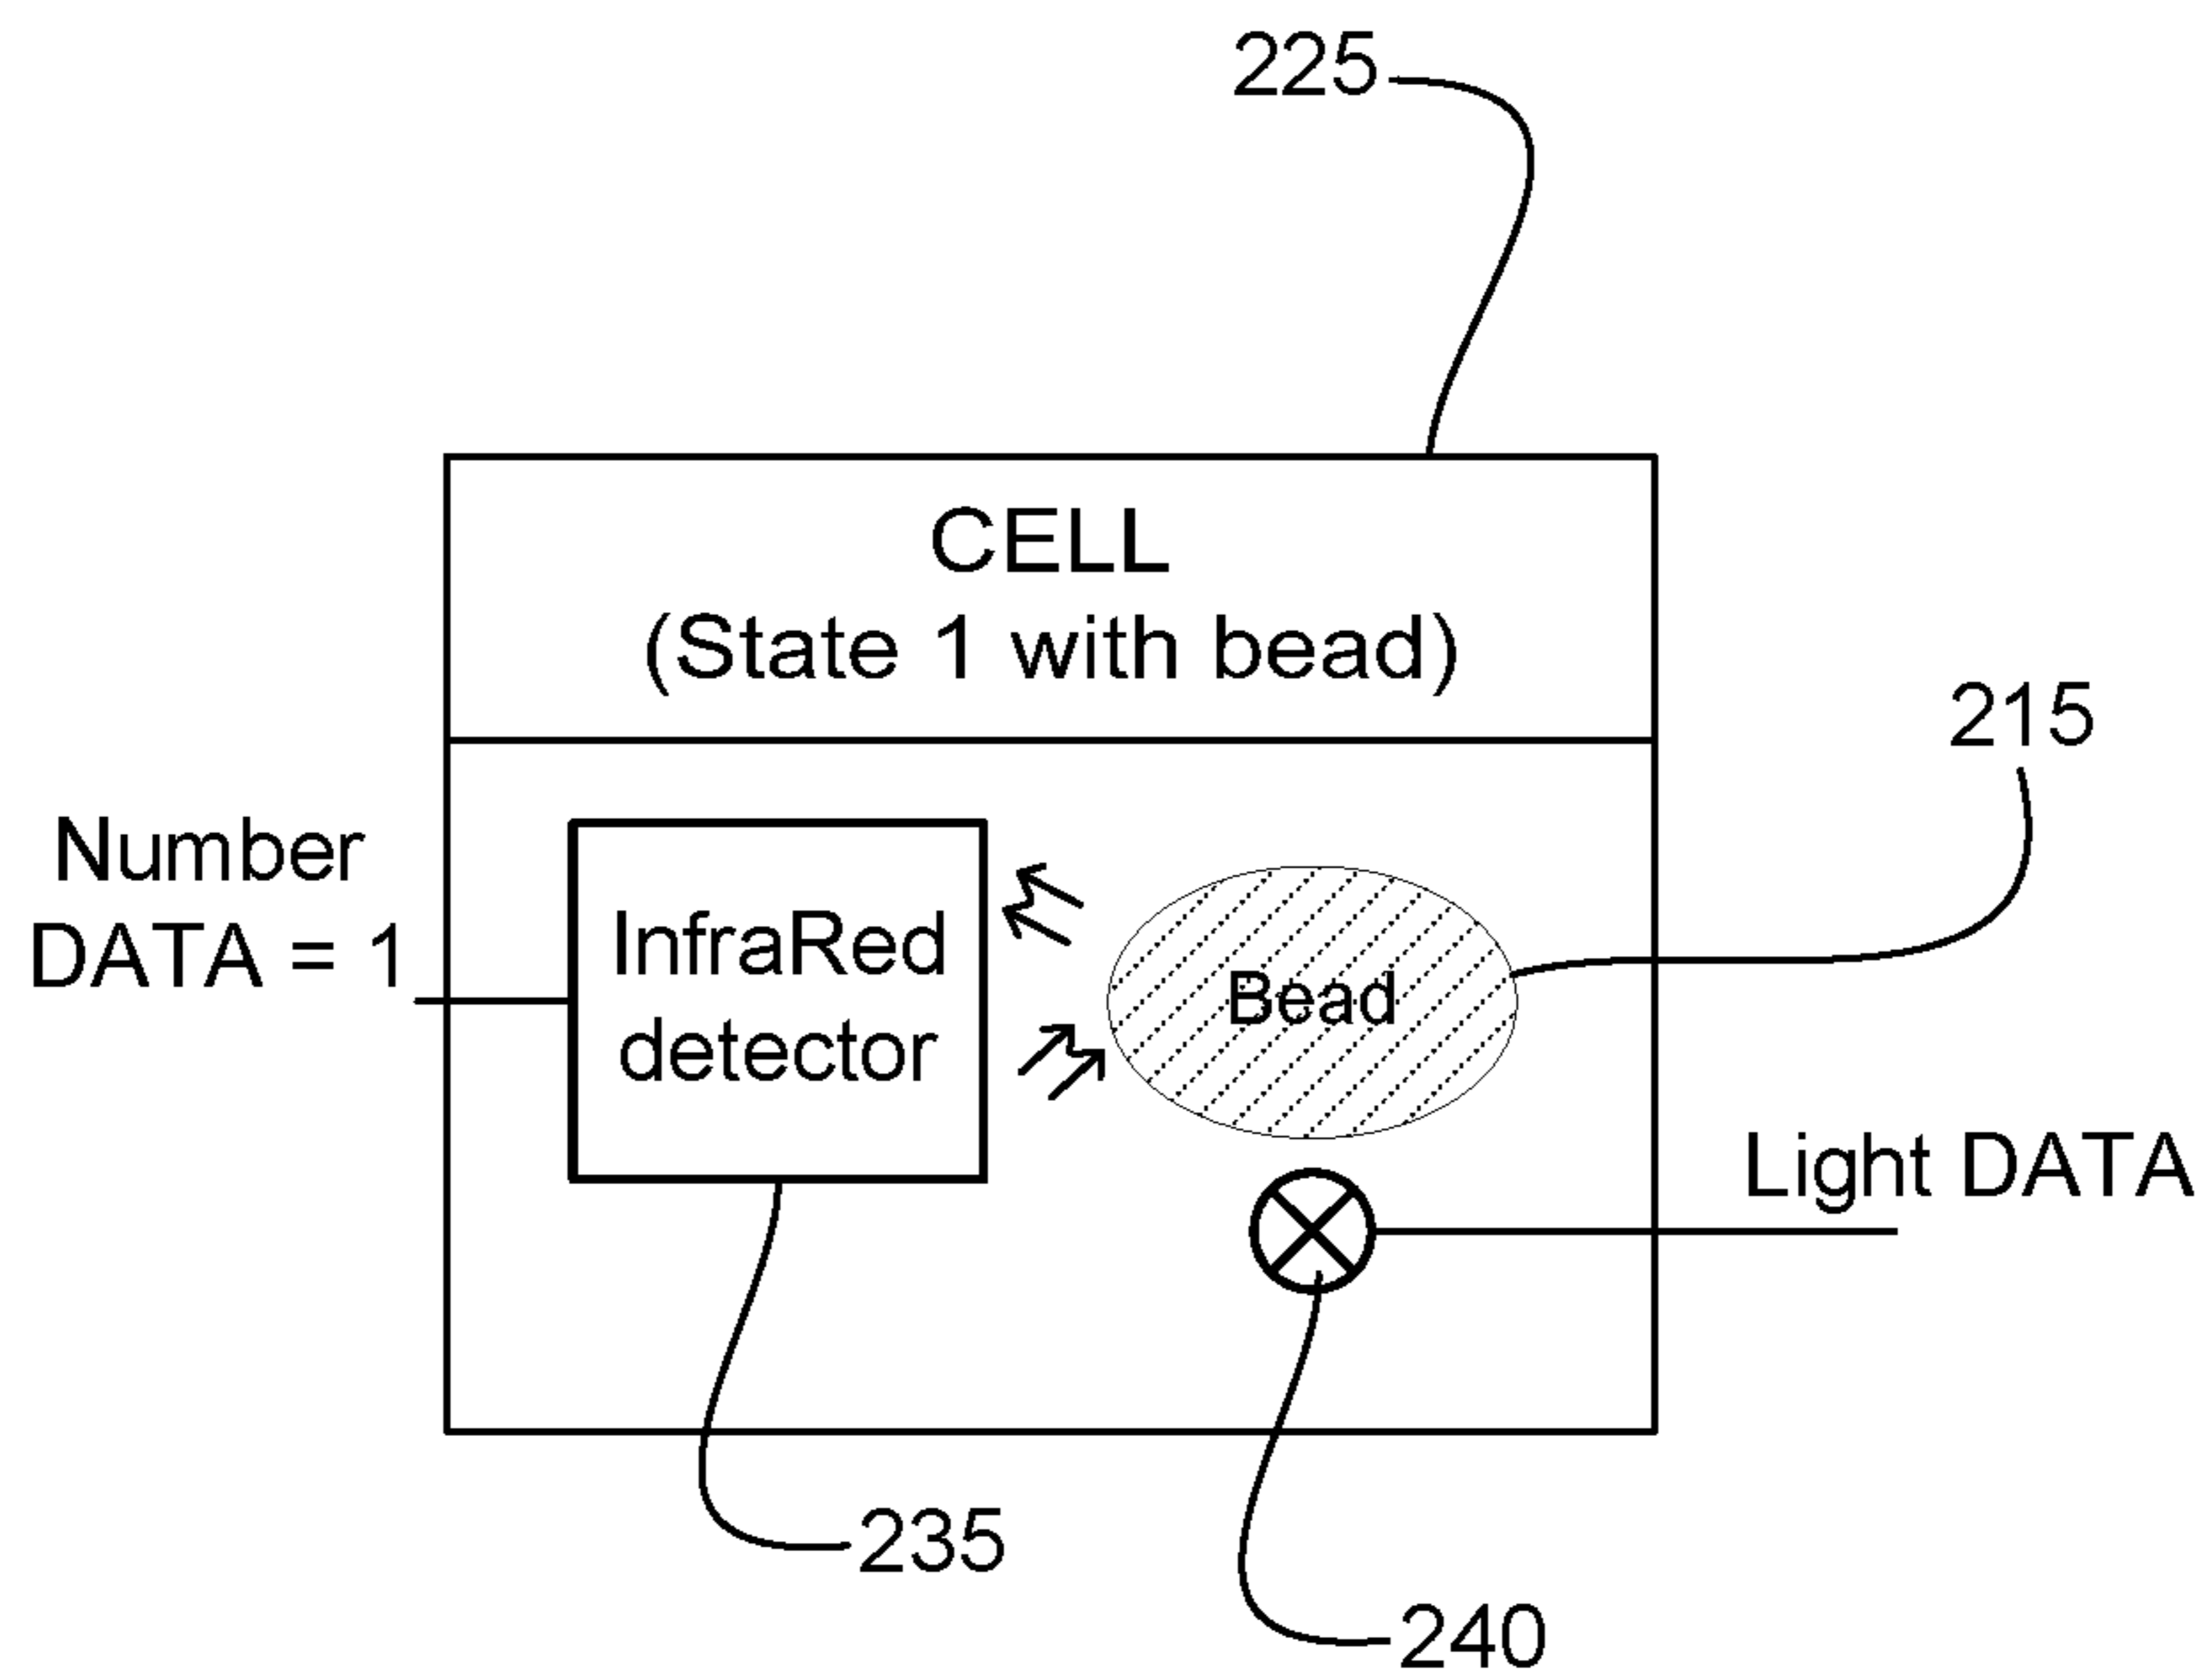 225
CELL
(State 1 with bead)
215
Number
DATA = 1
InfraRed
detector
Bead
Light DATA
235
240